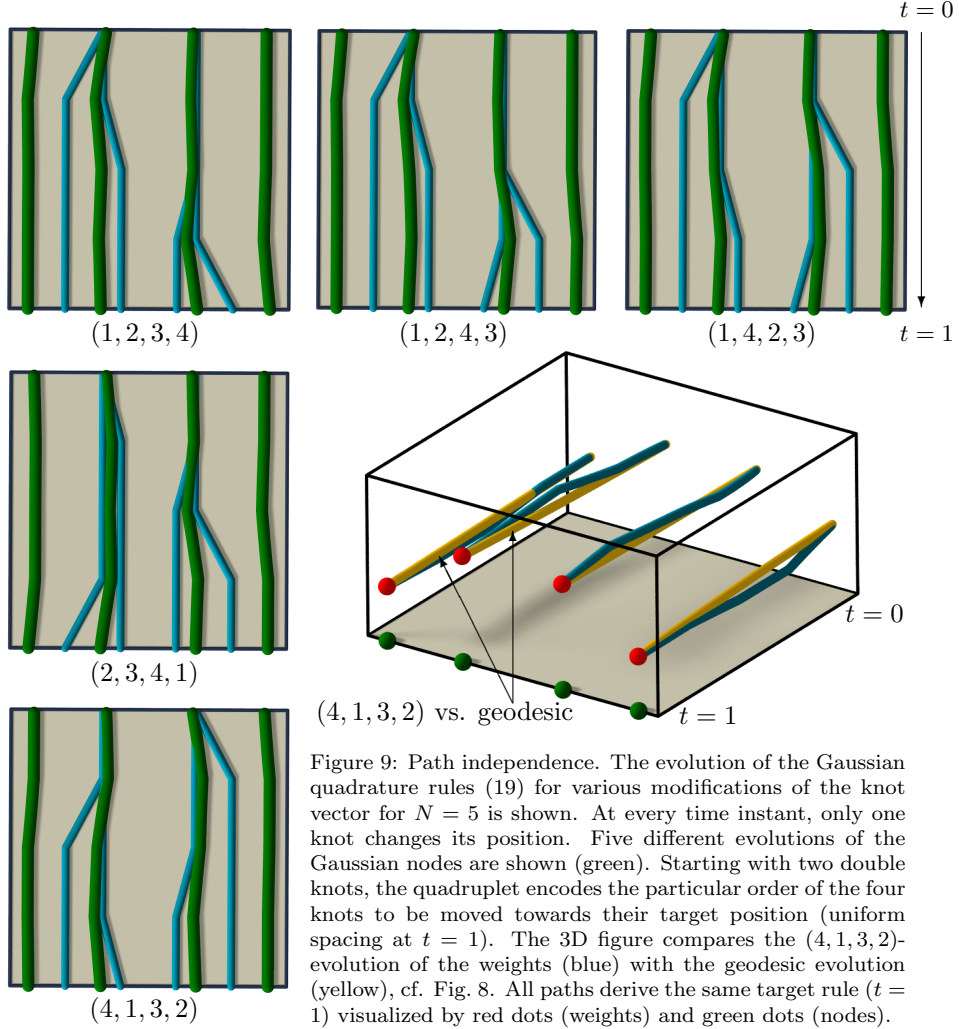 t = 0
(1, 2, 3, 4)
(1, 2, 4, 3)
(1, 4, 2, 3)
t = 1
(2, 3, 4, 1)
t = 0
(4, 1, 3, 2) vs. geodesic
t = 1
(4, 1, 3, 2)
Figure 9: Path independence. The evolution of the Gaussian
quadrature rules (19) for various modifications of the knot
vector for N = 5 is shown. At every time instant, only one
knot changes its position. Five different evolutions of the
Gaussian nodes are shown (green). Starting with two double
knots, the quadruplet encodes the particular order of the four
knots to be moved towards their target position (uniform
spacing at t = 1). The 3D figure compares the (4, 1, 3, 2)-
evolution of the weights (blue) with the geodesic evolution
(yellow), cf. Fig. 8. All paths derive the same target rule (t =
1) visualized by red dots (weights) and green dots (nodes).